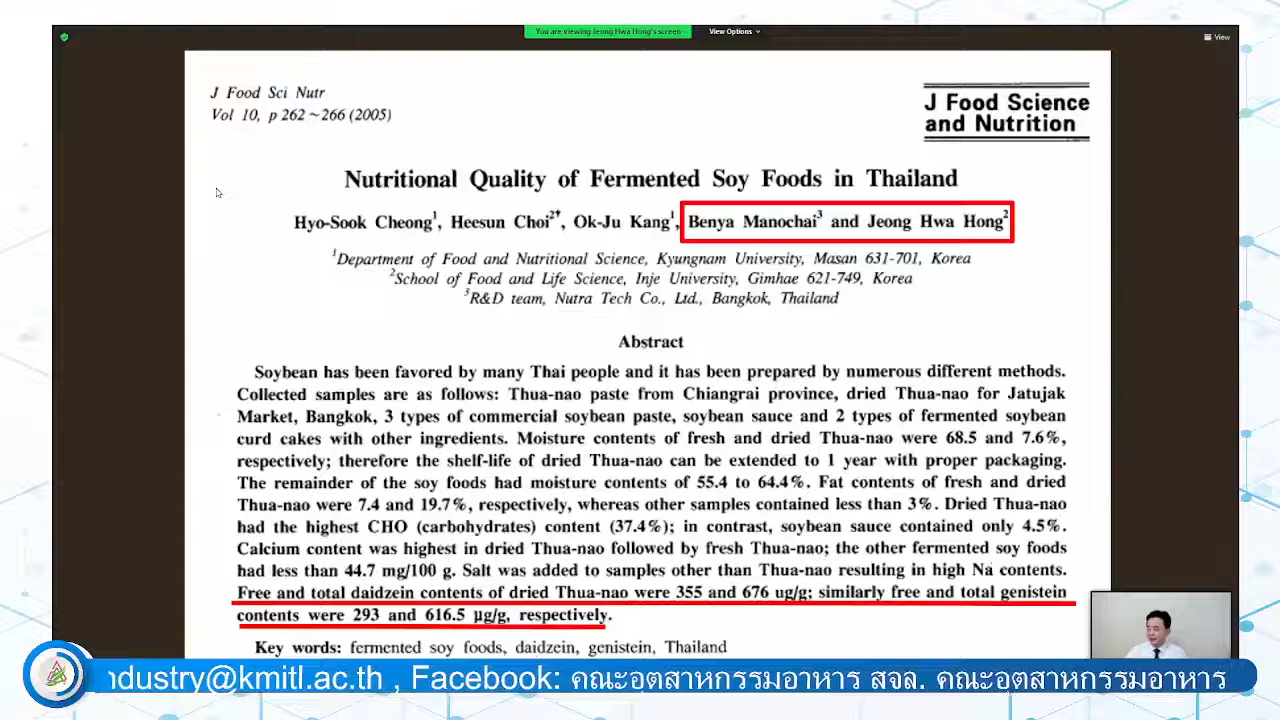 You are viewing Jeong Hwa Hong's screen
View Options
View
J Food Sci Nutr
Vol 10, p 262~266 (2005)
J Food Science
and Nutrition
Nutritional Quality of Fermented Soy Foods in Thailand
Hyo-Sook Cheong1, Heesun Choi2†, Ok-Ju Kang1, Benya Manochai3 and Jeong Hwa Hong2
1Department of Food and Nutritional Science, Kyungnam University, Masan 631-701, Korea
2School of Food and Life Science, Inje University, Gimhae 621-749, Korea
3R&D team, Nutra Tech Co., Ltd., Bangkok, Thailand
Abstract
Soybean has been favored by many Thai people and it has been prepared by numerous different methods.
Collected samples are as follows: Thua-nao paste from Chiangrai province, dried Thua-nao for Jatujak
Market, Bangkok, 3 types of commercial soybean paste, soybean sauce and 2 types of fermented soybean
curd cakes with other ingredients. Moisture contents of fresh and dried Thua-nao were 68.5 and 7.6%,
respectively; therefore the shelf-life of dried Thua-nao can be extended to 1 year with proper packaging.
The remainder of the soy foods had moisture contents of 55.4 to 64.4%. Fat contents of fresh and dried
Thua-nao were 7.4 and 19.7%, respectively, whereas other samples contained less than 3%. Dried Thua-nao
had the highest CHO (carbohydrates) content (37.4%); in contrast, soybean sauce contained only 4.5%.
Calcium content was highest in dried Thua-nao followed by fresh Thua-nao; the other fermented soy foods
had less than 44.7 mg/100 g. Salt was added to samples other than Thua-nao resulting in high Na contents.
Free and total daidzein contents of dried Thua-nao were 355 and 676 ug/g; similarly free and total genistein
contents were 293 and 616.5 μg/g, respectively.
Key words: fermented soy foods, daidzein, genistein, Thailand
ndustry@kmitl.ac.th , Facebook: คณะอุตสาหกรรมอาหาร สจล. คณะอุตสาหกรรมอาหาร